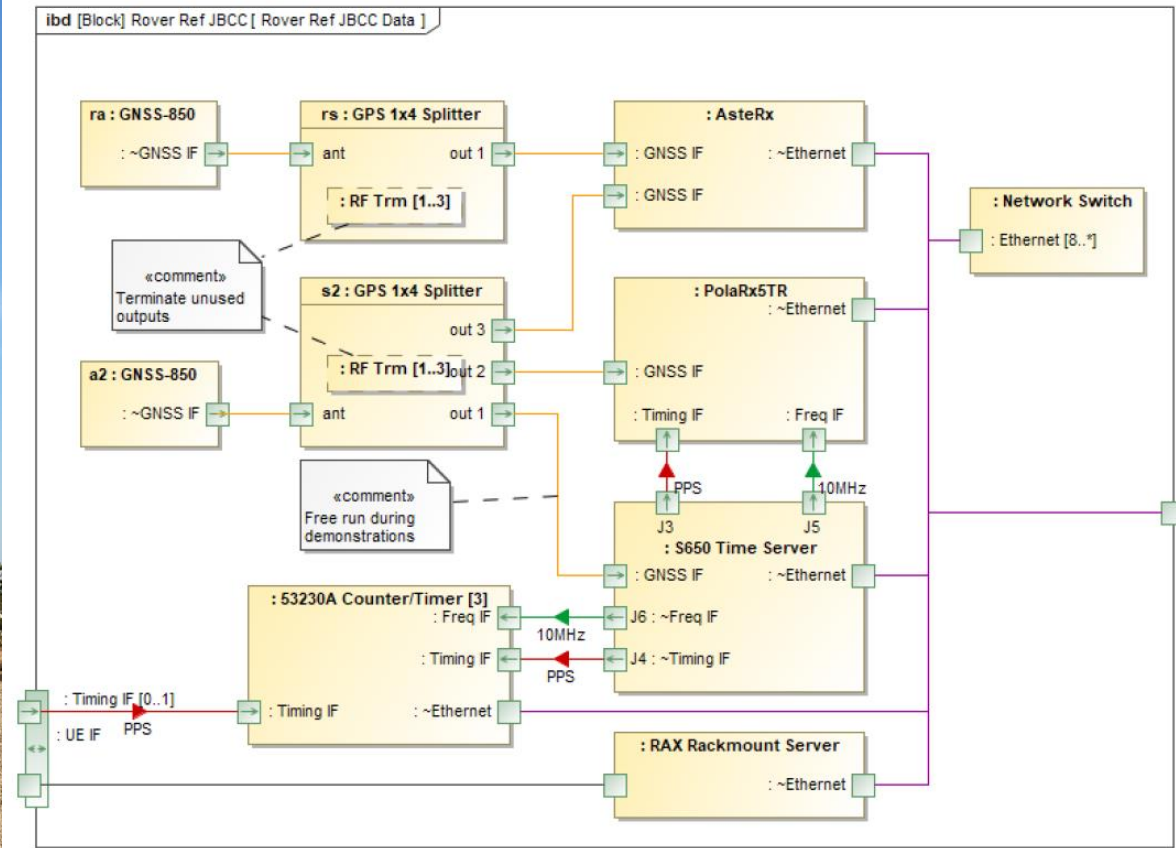 ibd [Block] Rover Ref JBCC [ Rover Ref JBCC Data ]
ra : GNSS-850
: ~GNSS IF
rs : GPS 1x4 Splitter
ant
out 1
: RF Trm [1..3]
: AsteRx
: GNSS IF
: ~Ethernet
: GNSS IF
: Network Switch
: Ethernet [8..*]
«comment»
Terminate unused
outputs
s2 : GPS 1x4 Splitter
out 3
: RF Trm [1..3]
out 2
ant
out 1
a2 : GNSS-850
: ~GNSS IF
: PolaRx5TR
: ~Ethernet
: GNSS IF
: Timing IF
: Freq IF
PPS
10MHz
«comment»
Free run during
demonstrations
J3
J5
: S650 Time Server
: GNSS IF
: ~Ethernet
J6 : ~Freq IF
J4 : ~Timing IF
: 53230A Counter/Timer [3]
: Freq IF
10MHz
: Timing IF
PPS
: Timing IF [0..1]
PPS
: UE IF
: Timing IF
: ~Ethernet
: RAX Rackmount Server
: ~Ethernet